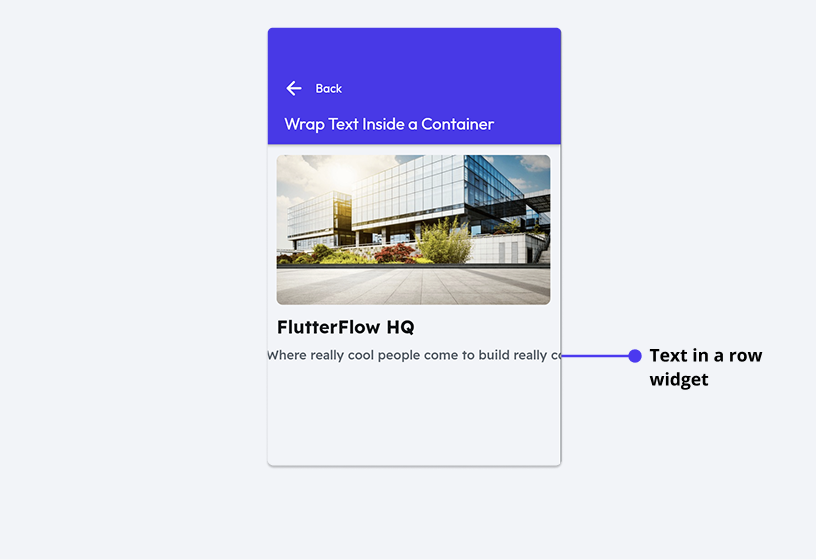 Back
Wrap Text Inside a Container
FlutterFlow HQ
Where really cool people come to build really
Text in a row
widget